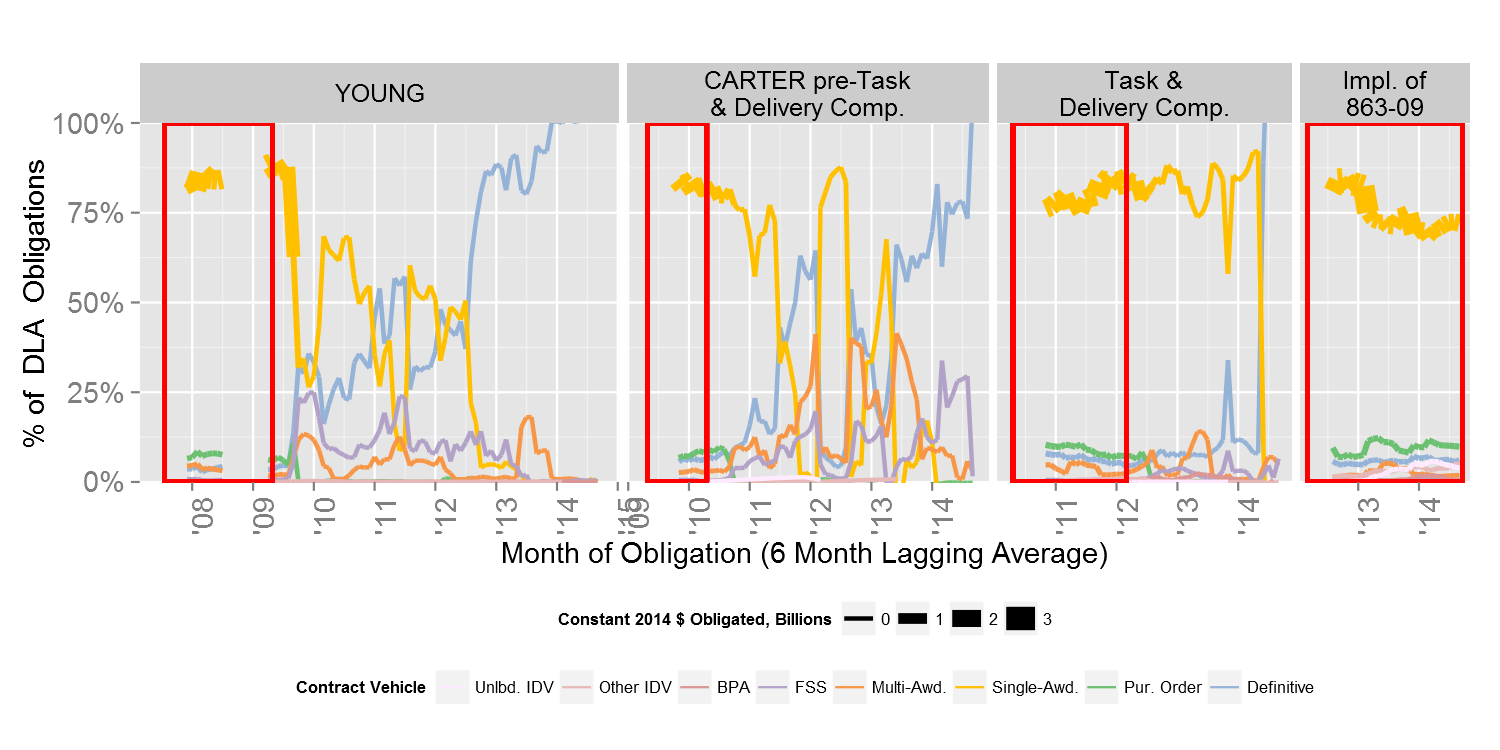 YOUNG
CARTER pre-Task
& Delivery Comp.
Task &
Delivery Comp.
Impl. of
863-09
% of DLA Obligations
100%
75%
50%
25%
0%
'08
'09
'10
'11
'12
'13
'14
'15
'09
'10
'11
'12
'13
'14
'11
'12
'13
'14
'13
'14
Month of Obligation (6 Month Lagging Average)
Constant 2014 $ Obligated, Billions 0 1 2 3
Contract Vehicle Unlbd. IDV Other IDV BPA FSS Multi-Awd. Single-Awd. Pur. Order Definitive